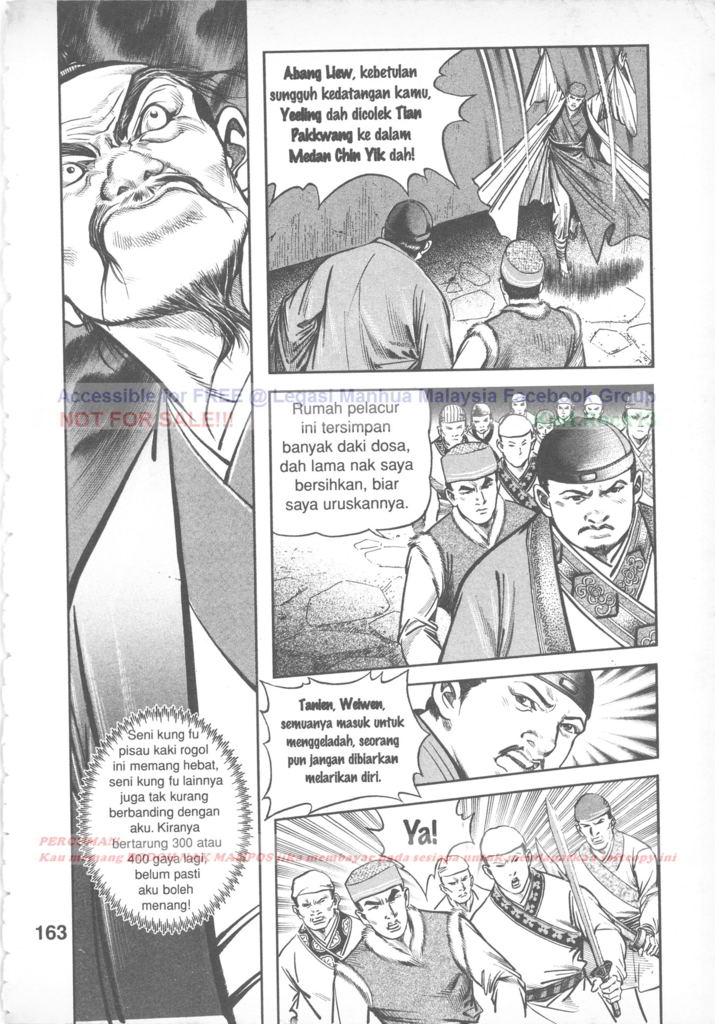 Abang Liew, kebetulan
sungguh kedatangan kamu,
Yeeling dah dicolek Tian
Pakkwang ke dalam
Medan Chin Yik dah!
Accessible for FREE @ Legasi Manhua Malaysia Facebook Group
NOT FOR SALE!!!
Rumah pelacur
ini tersimpan
banyak daki dosa,
dah lama nak saya
bersihkan, biar
saya uruskannya.
Tanien, Weiwen,
semuanya masuk untuk
menggeladah, seorang
pun jangan dibiarkan
melarikan diri.
Seni kung fu
pisau kaki rogol
ini memang hebat,
seni kung fu lainnya
juga tak kurang
berbanding dengan
aku. Kiranya
bertarung 300 atau
400 gaya lagi,
belum pasti
aku boleh
menang!
Ya!
163